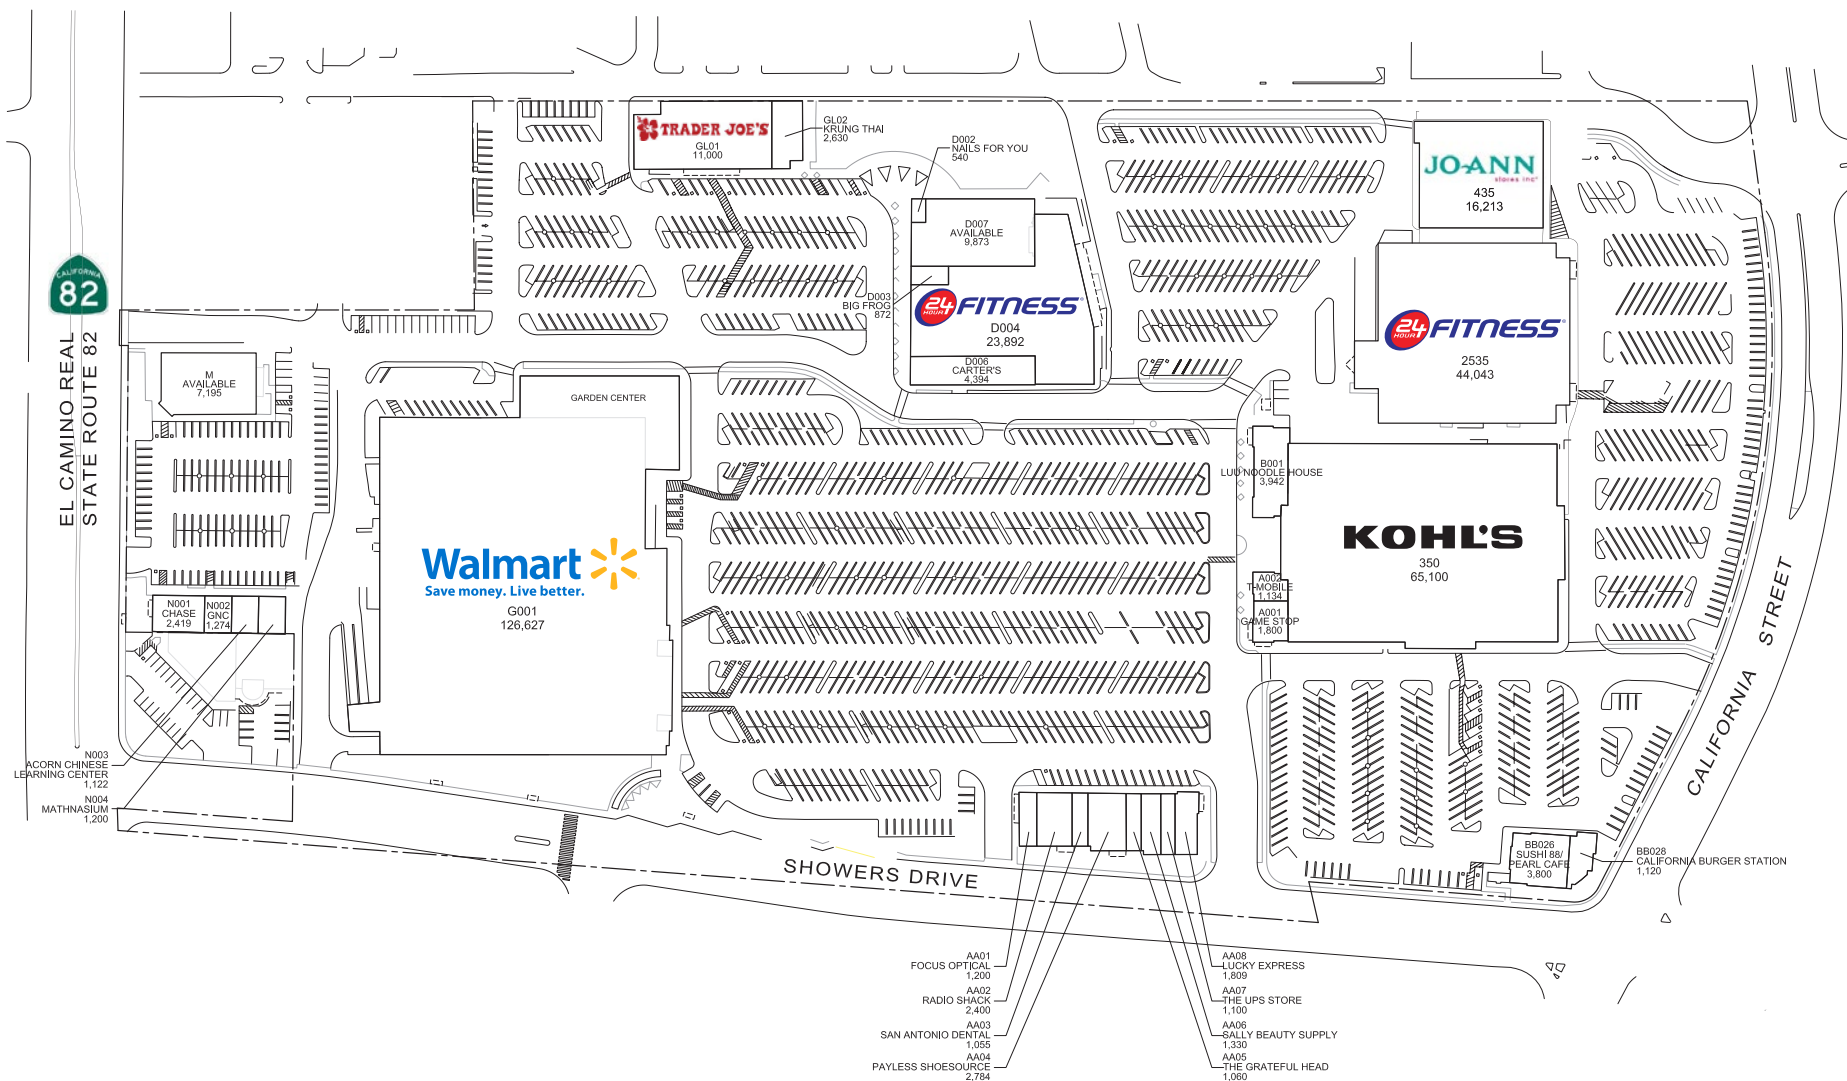 TRADER JOE'S
GL01
11,000
GL02
KRUNG THAI
2,630
D002
NAILS FOR YOU
540
JO-ANN
stores inc
435
16,213
D007
AVAILABLE
9,873
D003
BIG FROG
872
24
HOUR
FITNESS
D004
23,892
D006
CARTER'S
4,394
24
HOUR
FITNESS
2535
44,043
CALIFORNIA
82
EL CAMINO REAL
STATE ROUTE 82
M
AVAILABLE
7,195
GARDEN CENTER
Walmart
Save money. Live better.
G001
126,627
B001
LUU NOODLE HOUSE
3,942
KOHL'S
350
65,100
A002
T-MOBILE
1,134
A001
GAME STOP
1,800
N001
CHASE
2,419
N002
GNC
1,274
N003
ACORN CHINESE
LEARNING CENTER
1,122
N004
MATHNASIUM
1,200
CALIFORNIA STREET
SHOWERS DRIVE
BB026
SUSHI 88/
PEARL CAFE
3,800
BB028
CALIFORNIA BURGER STATION
1,120
AA01
FOCUS OPTICAL
1,200
AA02
RADIO SHACK
2,400
AA03
SAN ANTONIO DENTAL
1,055
AA04
PAYLESS SHOESOURCE
2,784
AA08
LUCKY EXPRESS
1,809
AA07
THE UPS STORE
1,100
AA06
SALLY BEAUTY SUPPLY
1,330
AA05
THE GRATEFUL HEAD
1,060